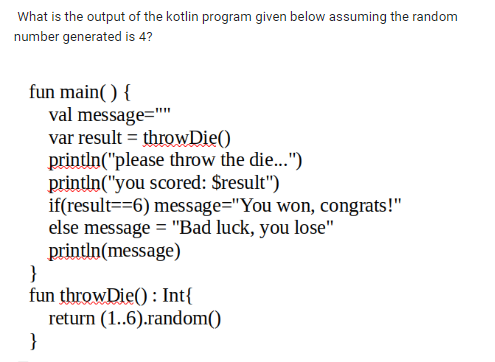 What is the output of the kotlin program given below assuming the random
number generated is 4?
fun main( ) {
val message=""
var result = throwDie()
println("please throw the die...")
println("you scored: $result")
if(result==6) message="You won, congrats!"
else message = "Bad luck, you lose"
println(message)
}
fun throwDie() : Int{
return (1..6).random()
}